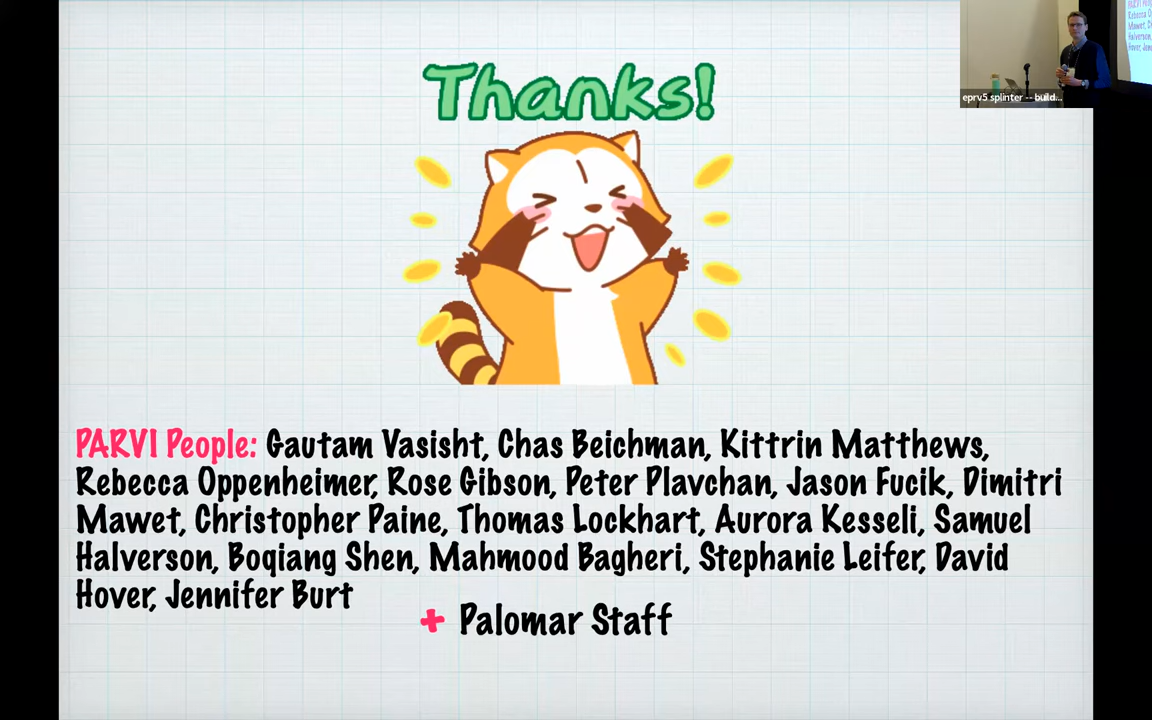 Thanks!
eprv5 splinter -- build...
PARVI People: Gautam Vasisht, Chas Beichman, Kittrin Matthews,
Rebecca Oppenheimer, Rose Gibson, Peter Plavchan, Jason Fucik, Dimitri
Mawet, Christopher Paine, Thomas Lockhart, Aurora Kesseli, Samuel
Halverson, Boqiang Shen, Mahmood Bagheri, Stephanie Leifer, David
Hover, Jennifer Burt
+ Palomar Staff